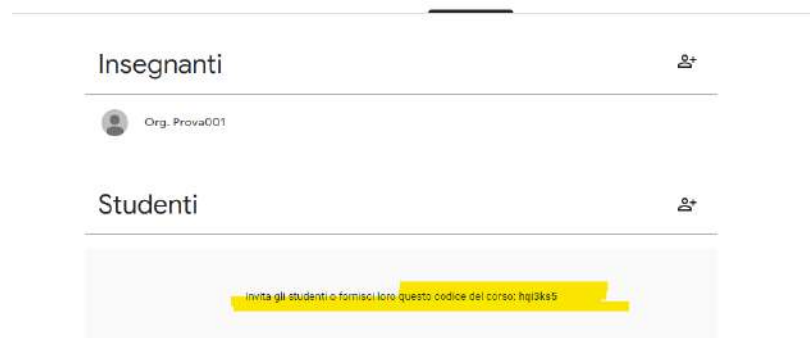 Insegnanti
Org. Prova001
Studenti
Invita gli studenti o fornisci loro questo codice del corso: hqi3ks5